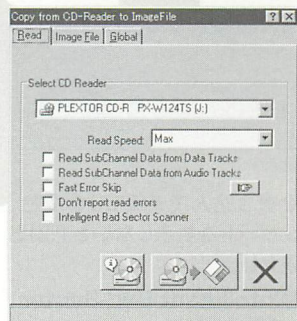 Copy from CD-Reader to ImageFile
Read Image File Global
Select CD Reader
PLEXTOR CD-R PX-W124TS (J:)
Read Speed: Max
Read SubChannel Data from Data Tracks
Read SubChannel Data from Audio Tracks
Fast Error Skip
Don't report read errors
Intelligent Bad Sector Scanner